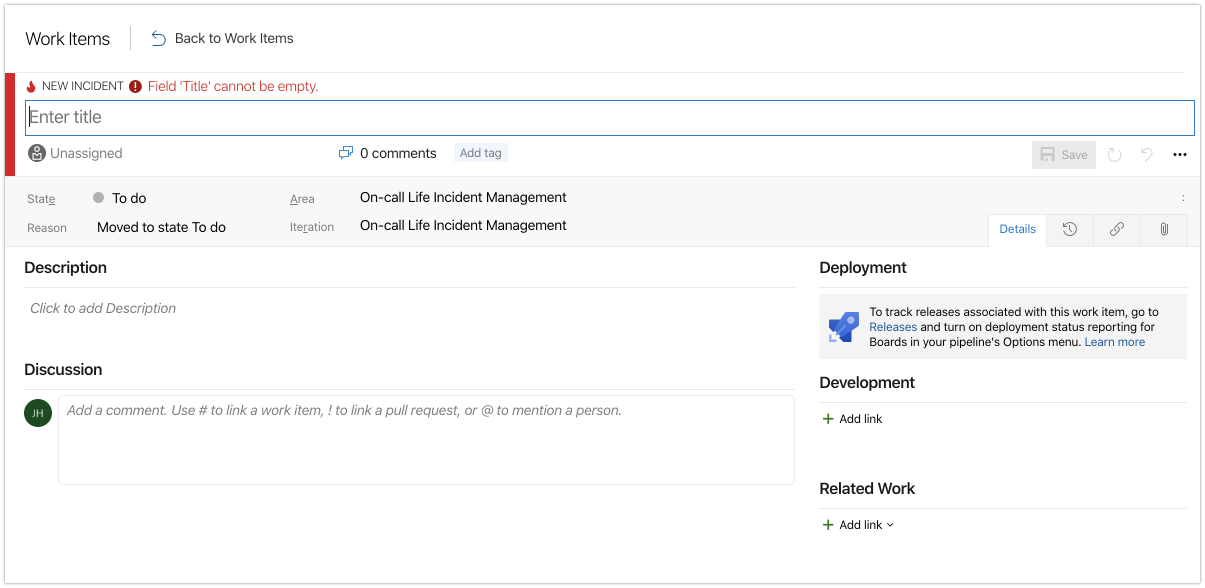 Work Items
Back to Work Items
NEW INCIDENT
Field 'Title' cannot be empty.
Enter title
Unassigned
0 comments
Add tag
Save
State
To do
Area
On-call Life Incident Management
Reason
Moved to state To do
Iteration
On-call Life Incident Management
Details
Description
Click to add Description
Discussion
JH
Add a comment. Use # to link a work item, ! to link a pull request, or @ to mention a person.
Deployment
To track releases associated with this work item, go to
Releases and turn on deployment status reporting for
Boards in your pipeline's Options menu. Learn more
Development
Add link
Related Work
Add link